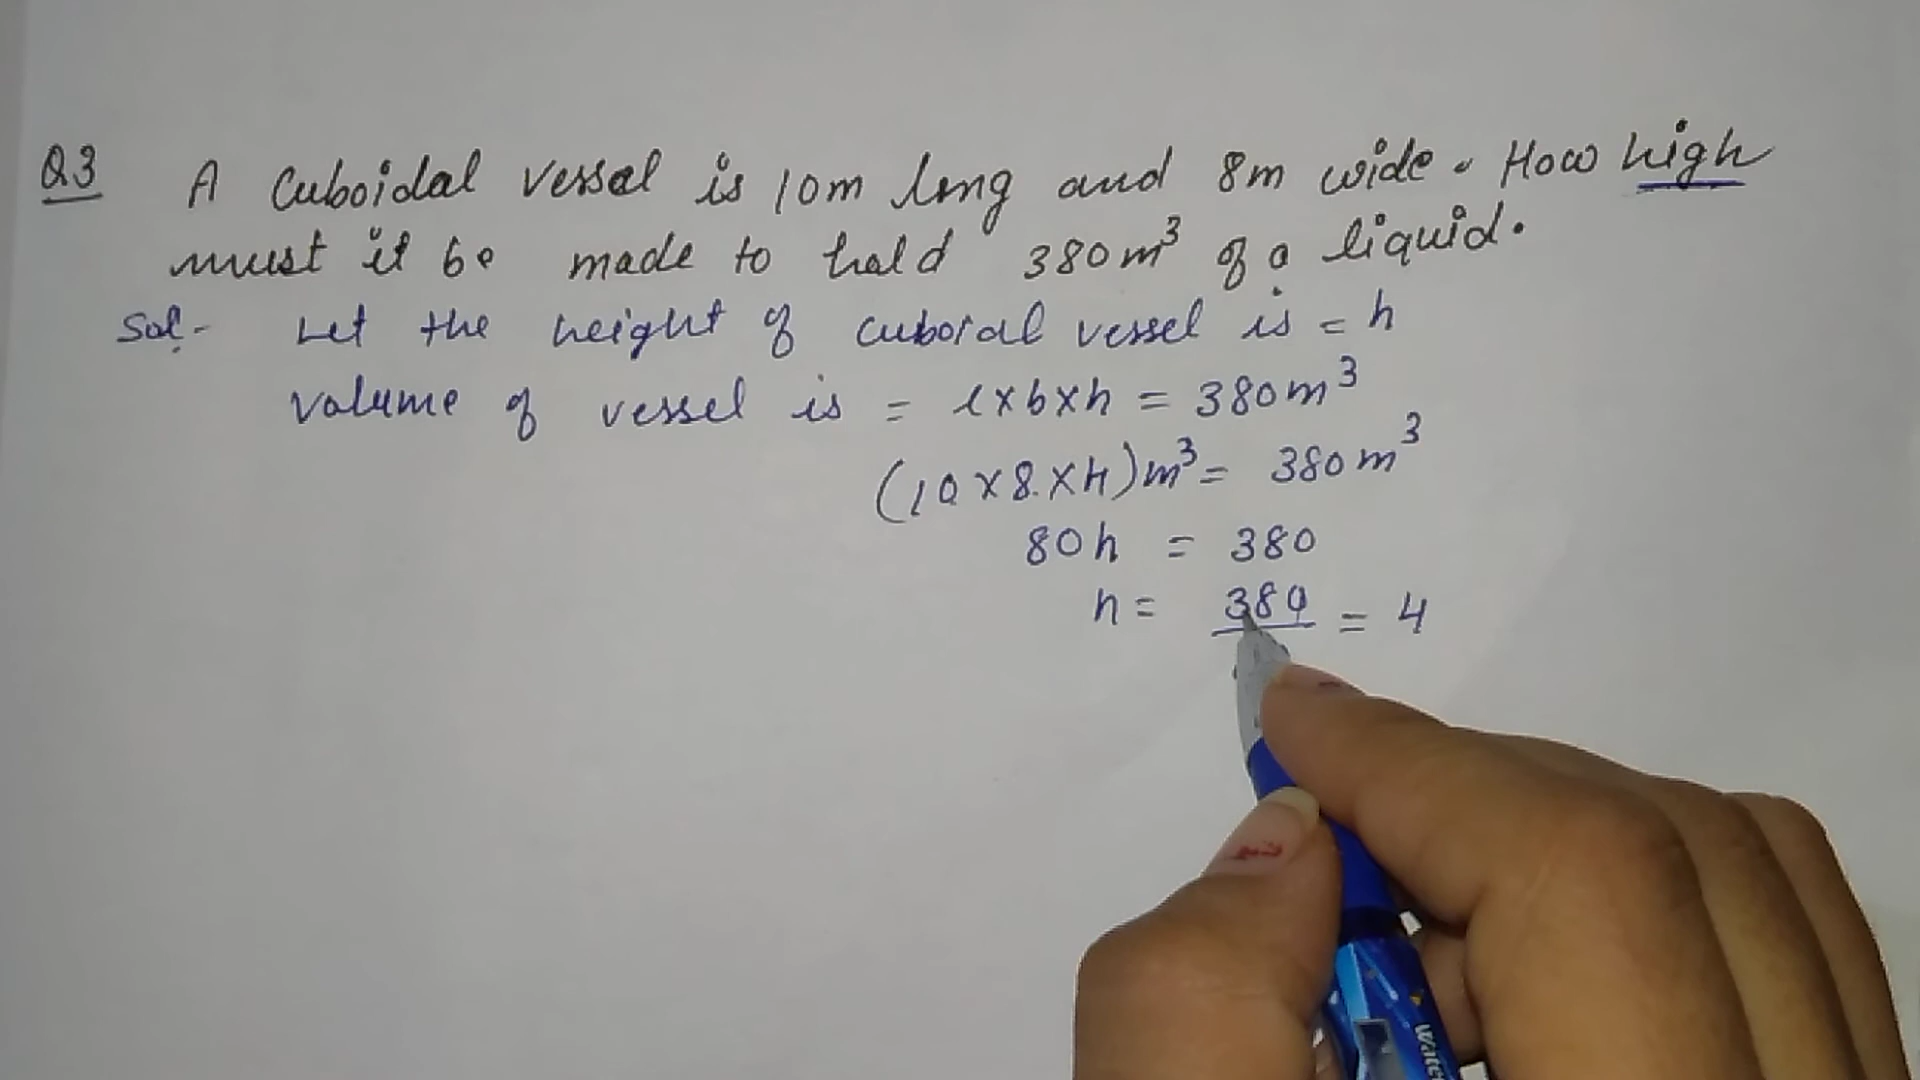 Q3 A Cuboidal vessel is 10m long and 8m wide. How high
must it be made to hold 380m³ of a liquid.
Sol.- Let the height of cuboial vessel is = h
Volume of vessel is = l×b×h = 380m³
(10×8×H)m³ = 380m³
80h = 380
h = 380 = 4
Wate